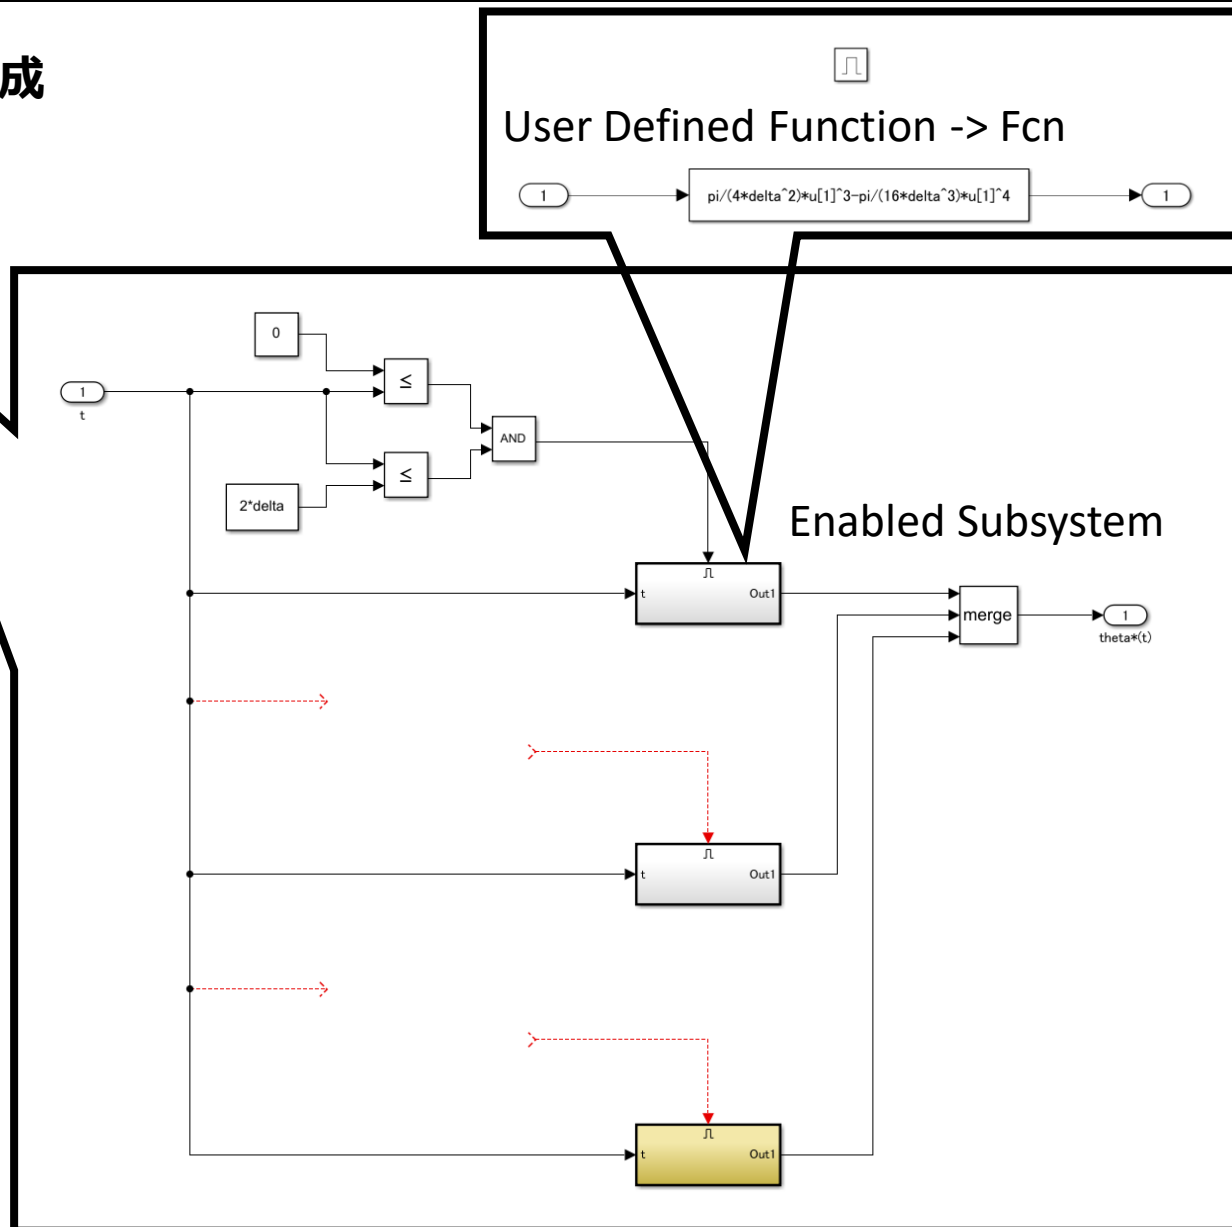 成
User Defined Function -> Fcn
1
pi/(4*delta^2)*u[1]^3-pi/(16*delta^3)*u[1]^4
1
0
≤
1
t
AND
≤
2*delta
Enabled Subsystem
t
Out1
merge
1
theta*(t)
t
Out1
t
Out1